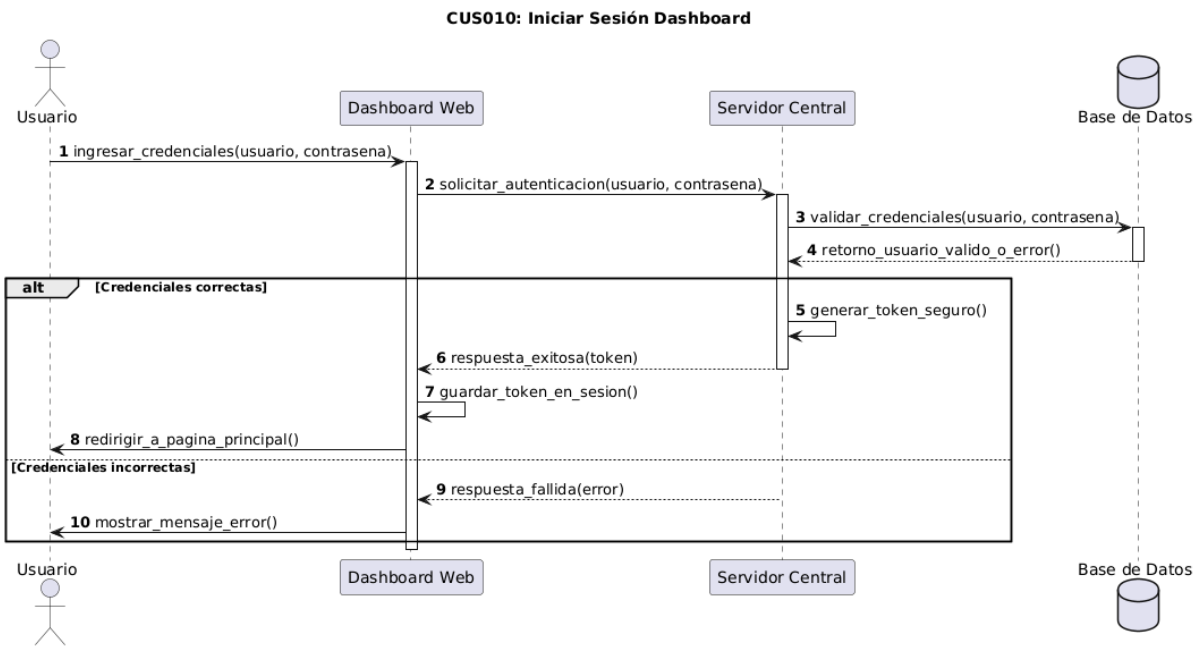 CUS010: Iniciar Sesión Dashboard
Usuario
Dashboard Web
Servidor Central
Base de Datos
1 ingresar_credenciales(usuario, contrasena)
2 solicitar_autenticacion(usuario, contrasena)
3 validar_credenciales(usuario, contrasena)
4 retorno_usuario_valido_o_error()
alt [Credenciales correctas]
5 generar_token_seguro()
6 respuesta_exitosa(token)
7 guardar_token_en_sesion()
8 redirigir_a_pagina_principal()
[Credenciales incorrectas]
9 respuesta_fallida(error)
10 mostrar_mensaje_error()
Usuario
Dashboard Web
Servidor Central
Base de Datos